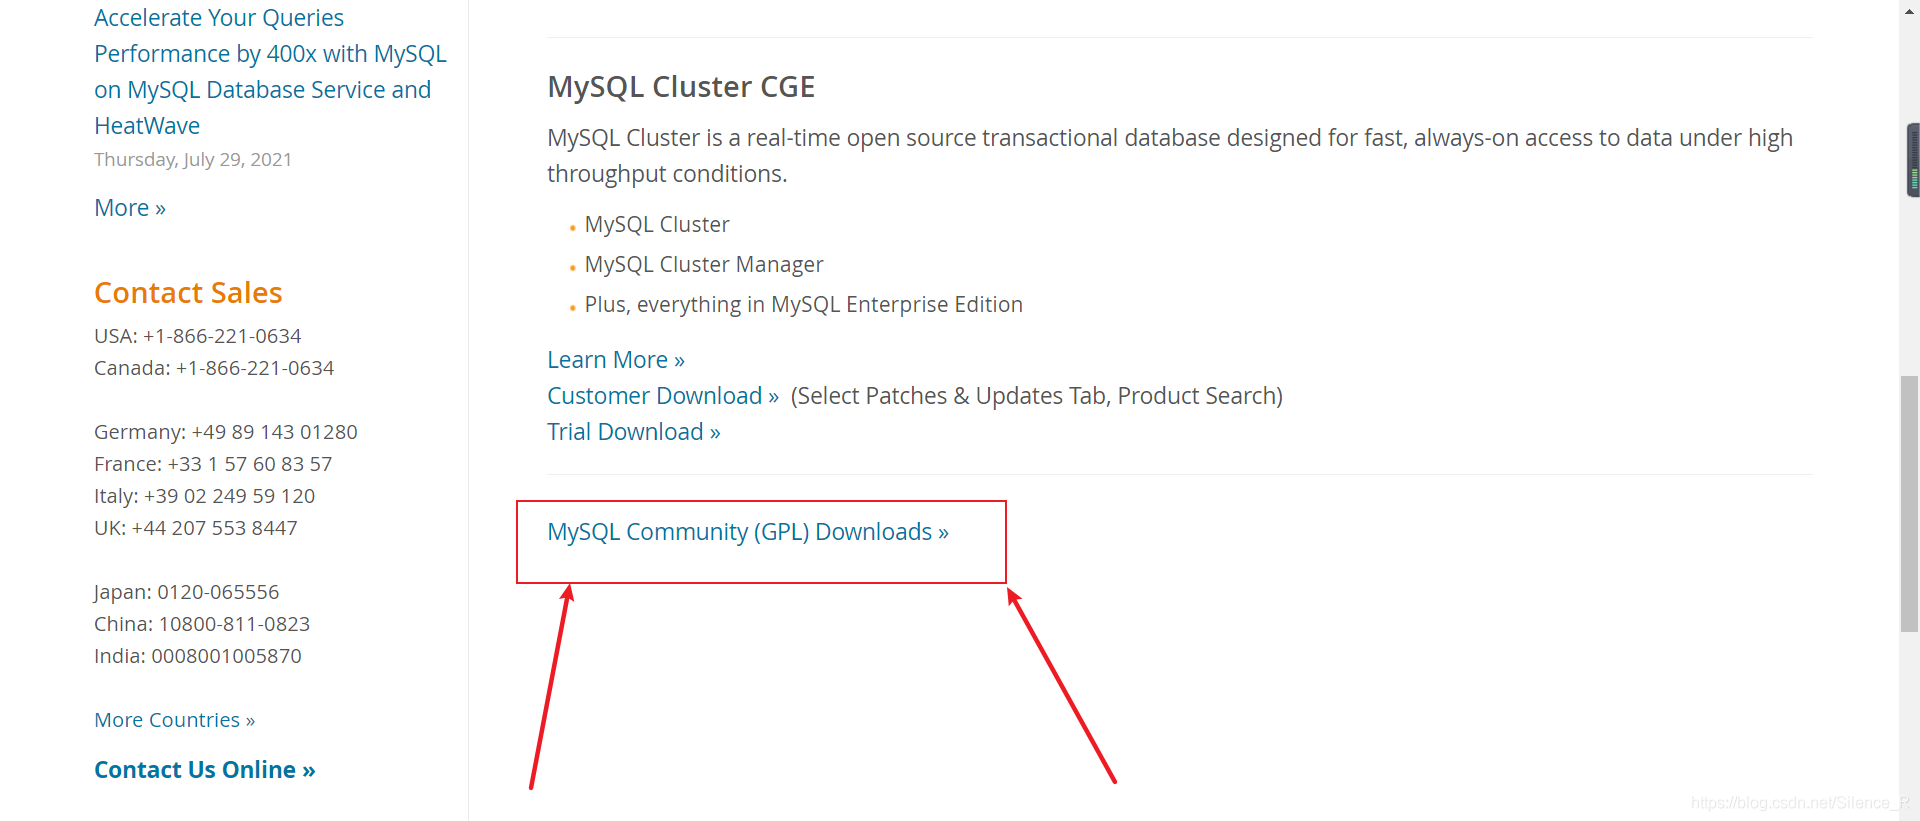 Accelerate Your Queries
Performance by 400x with MySQL
on MySQL Database Service and
HeatWave
Thursday, July 29, 2021
More »
Contact Sales
USA: +1-866-221-0634
Canada: +1-866-221-0634
Germany: +49 89 143 01280
France: +33 1 57 60 83 57
Italy: +39 02 249 59 120
UK: +44 207 553 8447
Japan: 0120-065556
China: 10800-811-0823
India: 0008001005870
More Countries »
Contact Us Online »
MySQL Cluster CGE
MySQL Cluster is a real-time open source transactional database designed for fast, always-on access to data under high
throughput conditions.
• MySQL Cluster
• MySQL Cluster Manager
• Plus, everything in MySQL Enterprise Edition
Learn More »
Customer Download » (Select Patches & Updates Tab, Product Search)
Trial Download »
MySQL Community (GPL) Downloads »
https://blog.csdn.net/Silence_R